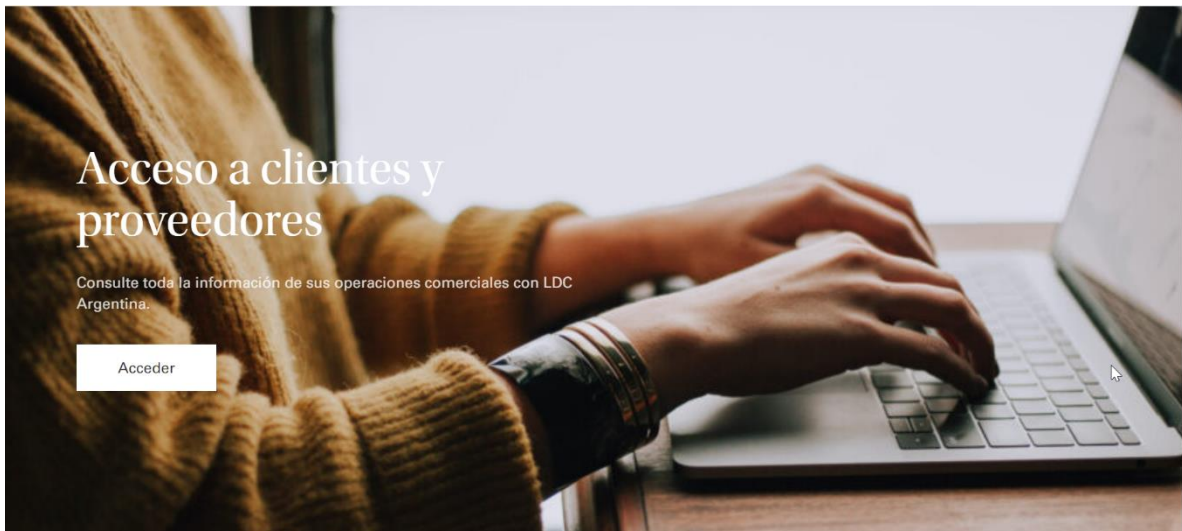 Acceso a clientes y
proveedores
Consulte toda la información de sus operaciones comerciales con LDC
Argentina.
Acceder